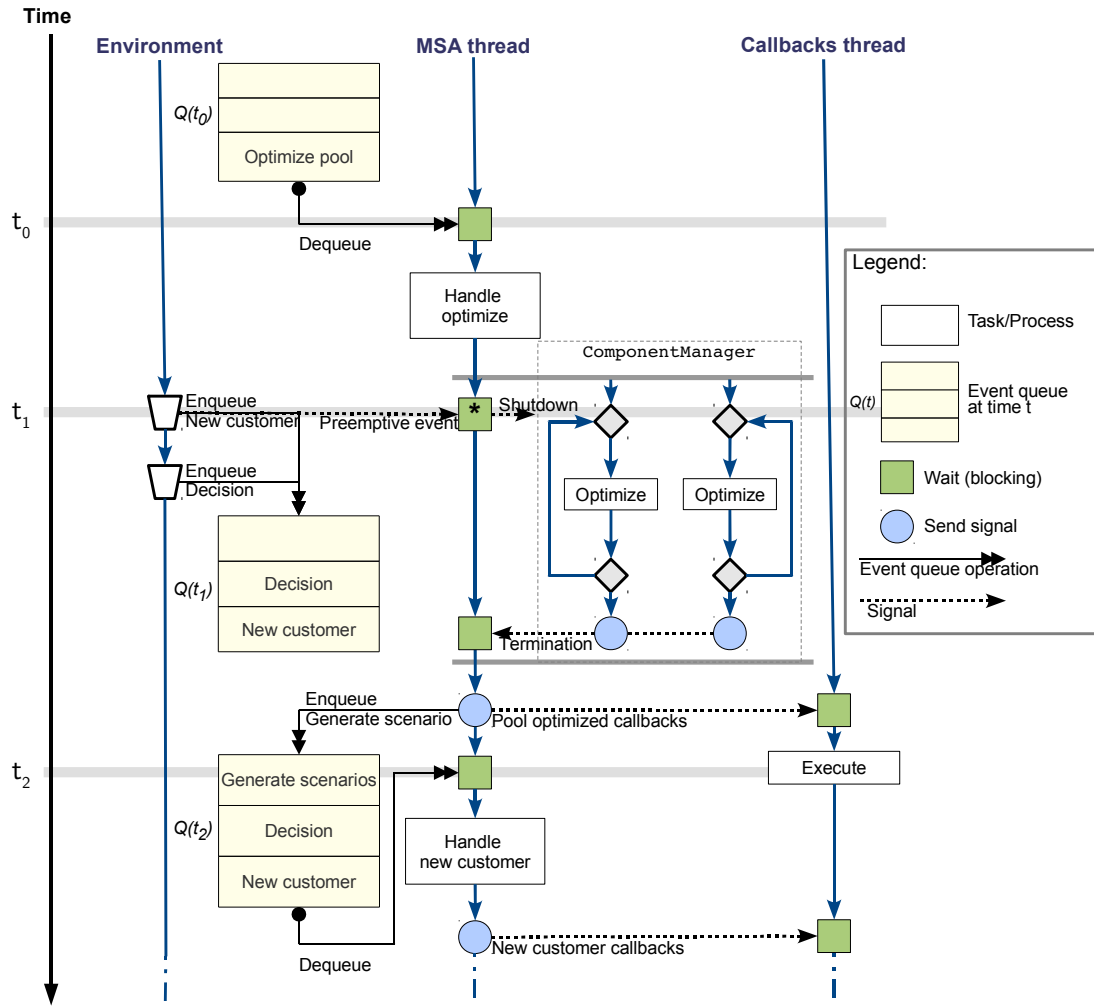 Time
Environment
MSA thread
Callbacks thread
Q(t0)
Optimize pool
t0
Dequeue
Handle
optimize
Legend:
Task/Process
Q(t)
Event queue
at time t
Wait (blocking)
Send signal
Event queue operation
Signal
ComponentManager
t1
Enqueue
New customer
Preemptive event
*
Shutdown
Enqueue
Decision
Optimize
Optimize
Q(t1)
Decision
New customer
Termination
Enqueue
Generate scenario
Pool optimized callbacks
t2
Generate scenarios
Execute
Q(t2)
Decision
Handle
new customer
New customer
New customer callbacks
Dequeue